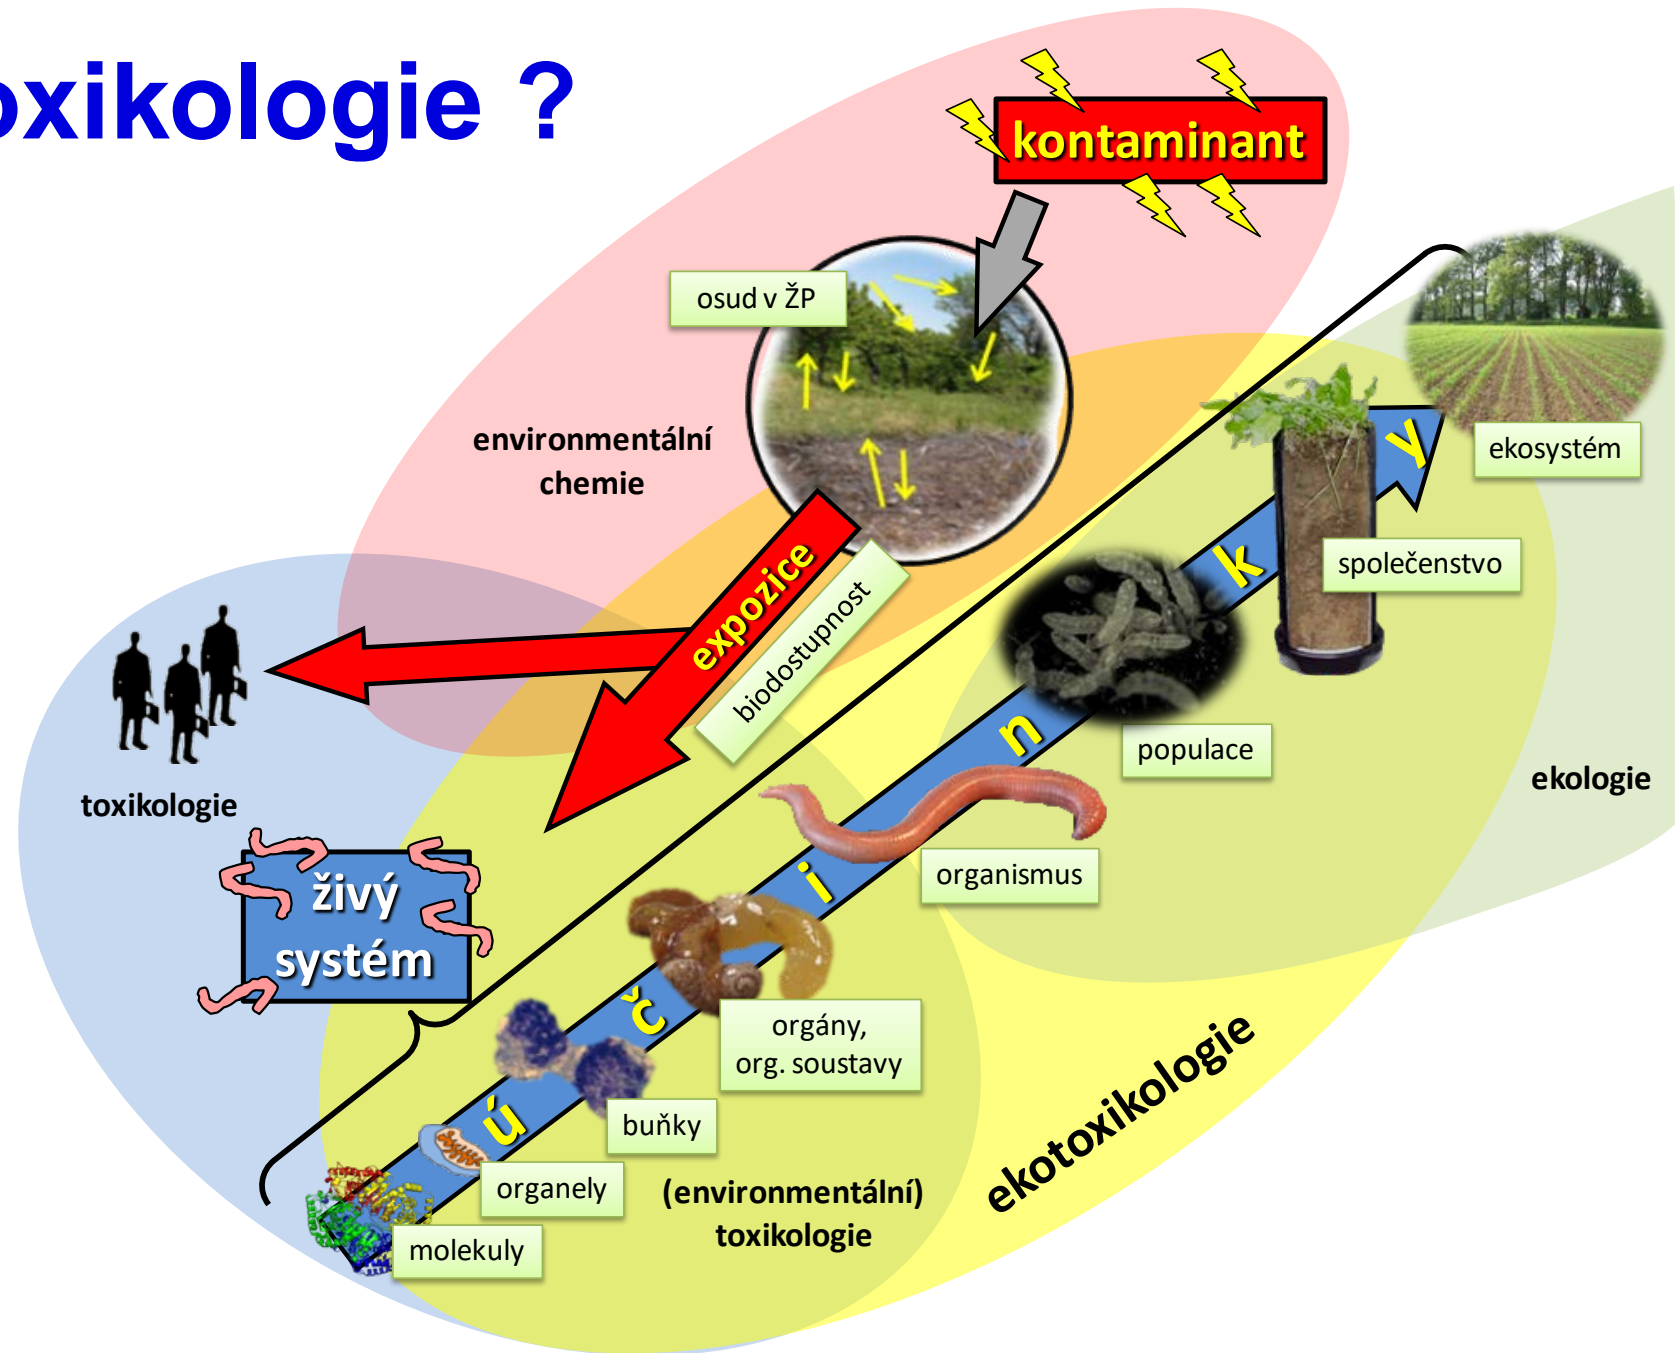 oxikologie ?
kontaminant
osud v ŽP
environmentální
chemie
ekosystém
společenstvo
expozice
biodostupnost
populace
ekologie
toxikologie
organismus
živý
systém
účinky
orgány,
org. soustavy
buňky
ekotoxikologie
organely
(environmentální)
toxikologie
molekuly